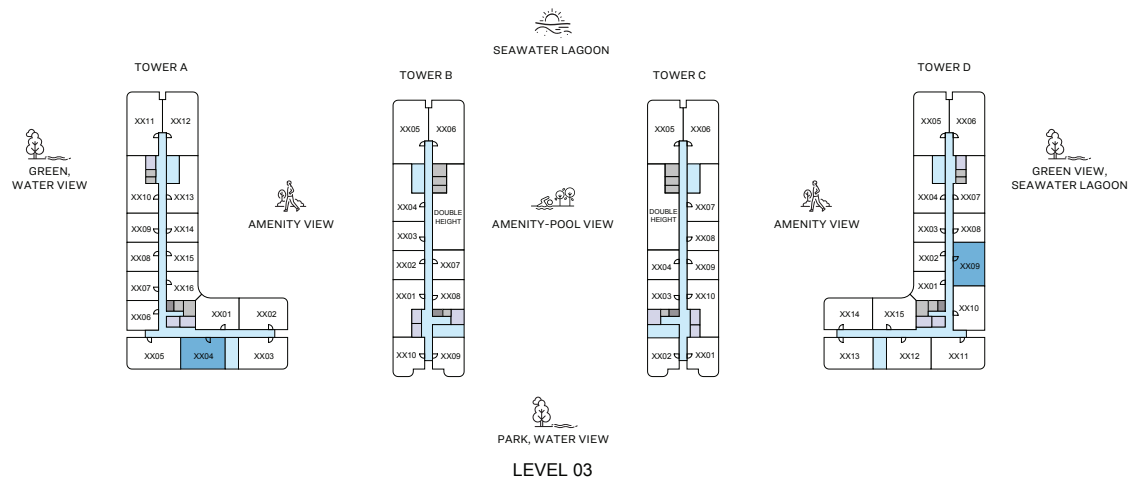 SEAWATER LAGOON
TOWER A
TOWER B
TOWER C
TOWER D
GREEN,
WATER VIEW
AMENITY VIEW
AMENITY-POOL VIEW
AMENITY VIEW
GREEN VIEW,
SEAWATER LAGOON
XX11 XX12
XX10 XX13
XX09 XX14
XX08 XX15
XX07 XX16
XX06 XX01 XX02
XX05 XX04 XX03
XX05 XX06
XX04
DOUBLE
HEIGHT
XX03
XX02 XX07
XX01 XX08
XX10 XX09
XX05 XX06
XX07
DOUBLE
HEIGHT
XX08
XX04 XX09
XX03 XX10
XX02 XX01
XX05 XX06
XX04 XX07
XX03 XX08
XX02 XX09
XX01
XX14 XX15 XX10
XX13 XX12 XX11
PARK, WATER VIEW
LEVEL 03